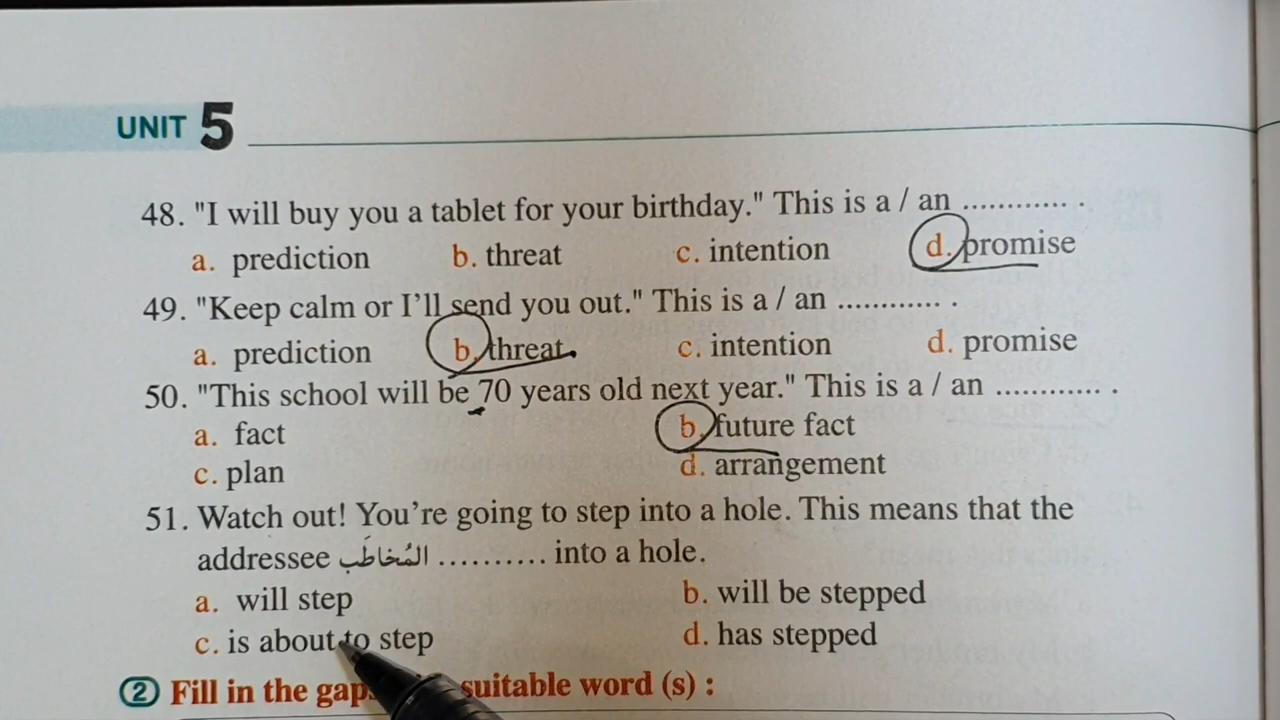 UNIT 5
48. "I will buy you a tablet for your birthday." This is a / an ............ .
a. prediction b. threat c. intention d. promise
49. "Keep calm or I'll send you out." This is a / an ............ .
a. prediction b. threat c. intention d. promise
50. "This school will be 70 years old next year." This is a / an ............ .
a. fact b. future fact
c. plan d. arrangement
51. Watch out! You're going to step into a hole. This means that the
addressee المُخاطَب .......... into a hole.
a. will step b. will be stepped
c. is about to step d. has stepped
2 Fill in the gap suitable word (s) :